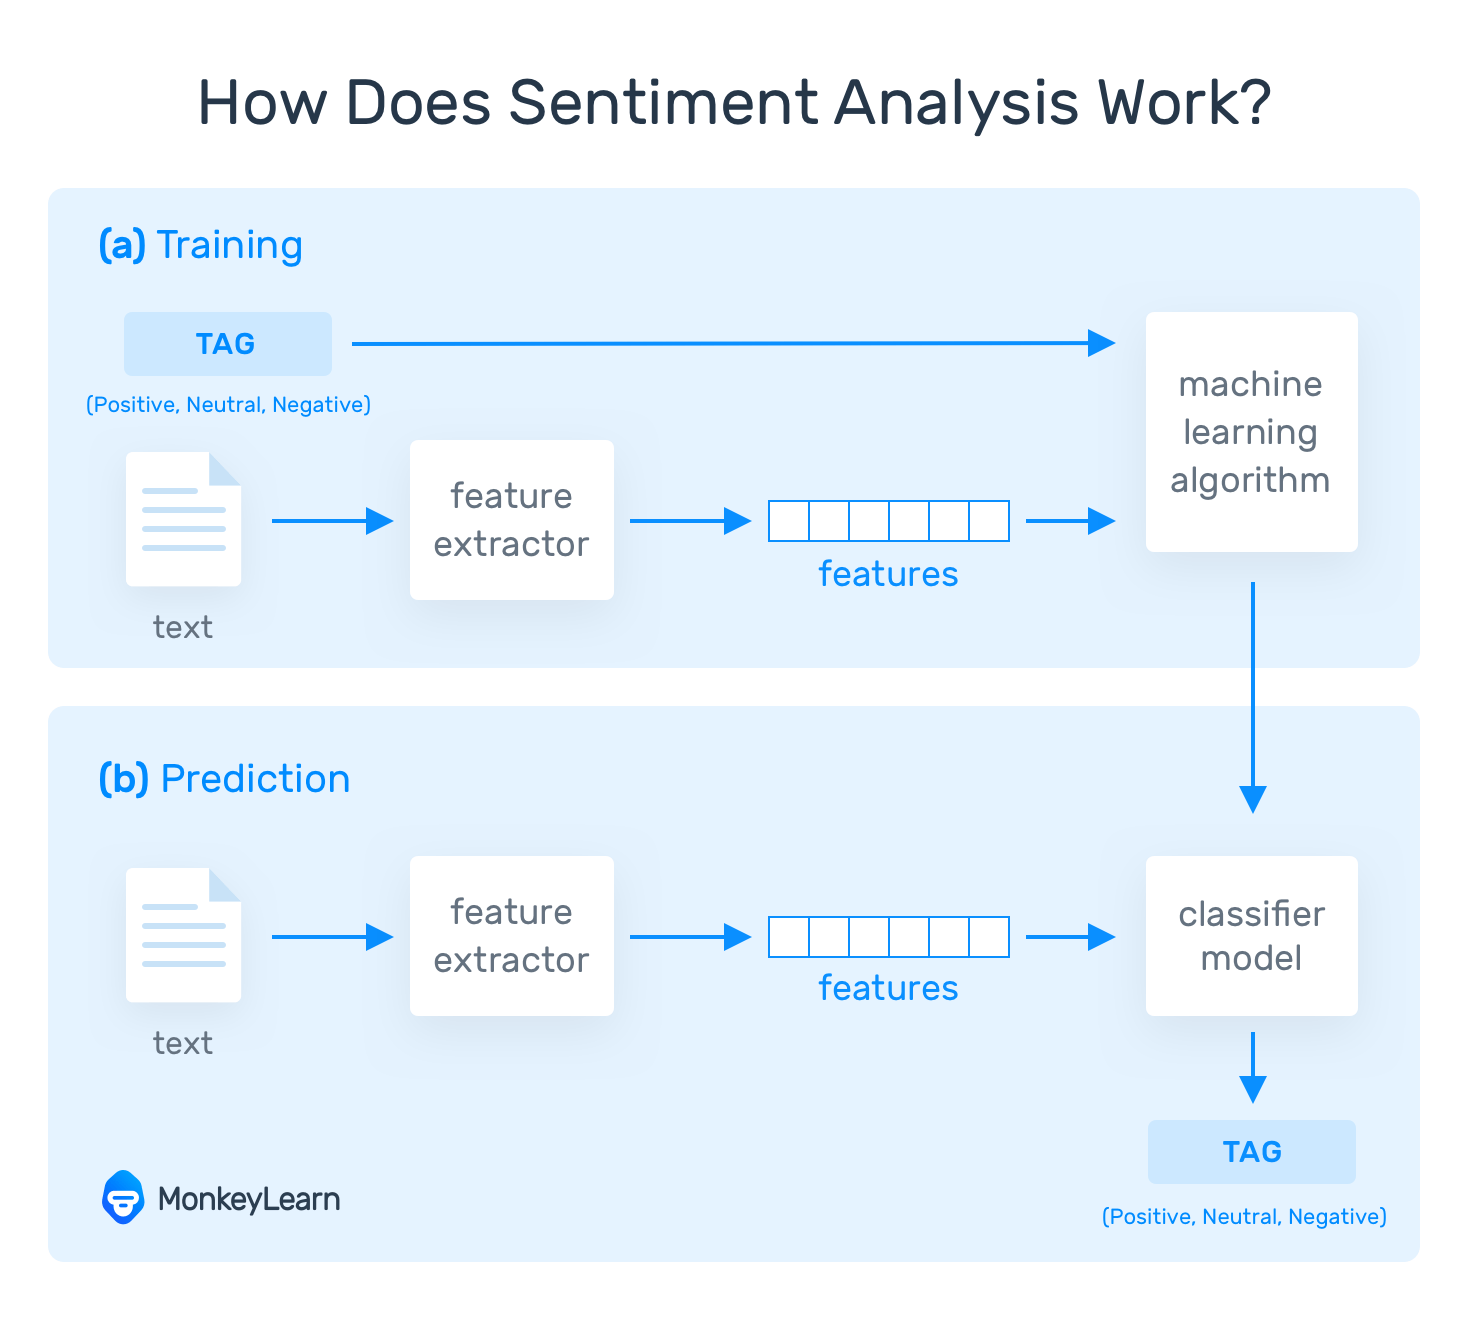 How Does Sentiment Analysis Work?
(a) Training
TAG
(Positive, Neutral, Negative)
text
feature
extractor
features
machine
learning
algorithm
(b) Prediction
text
feature
extractor
features
classifier
model
TAG
(Positive, Neutral, Negative)
MonkeyLearn